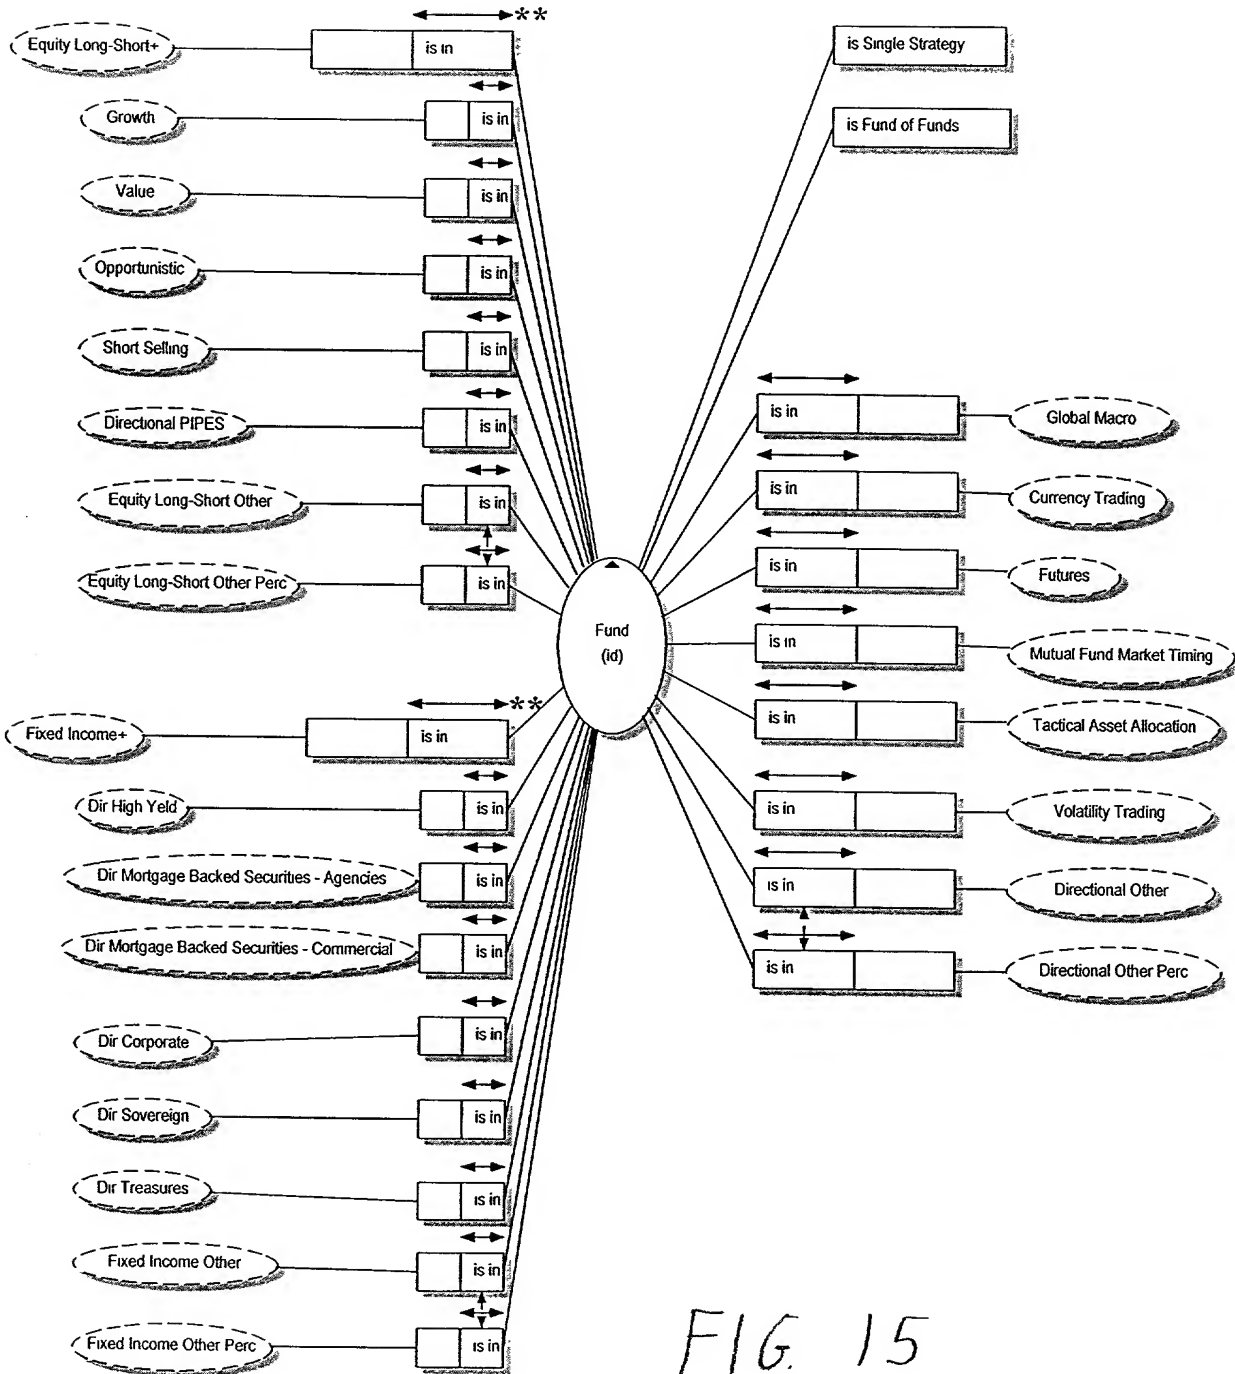 Equity Long-Short+
is in
**
Growth
is in
Value
is in
Opportunistic
is in
Short Selling
is in
Directional PIPES
is in
Equity Long-Short Other
is in
Equity Long-Short Other Perc
is in
Fixed Income+
is in
**
Dir High Yeld
is in
Dir Mortgage Backed Securities - Agencies
is in
Dir Mortgage Backed Securities - Commercial
is in
Dir Corporate
is in
Dir Sovereign
is in
Dir Treasures
is in
Fixed Income Other
is in
Fixed Income Other Perc
is in
Fund
(id)
is Single Strategy
is Fund of Funds
is in
Global Macro
is in
Currency Trading
is in
Futures
is in
Mutual Fund Market Timing
is in
Tactical Asset Allocation
is in
Volatility Trading
is in
Directional Other
is in
Directional Other Perc
FIG. 15